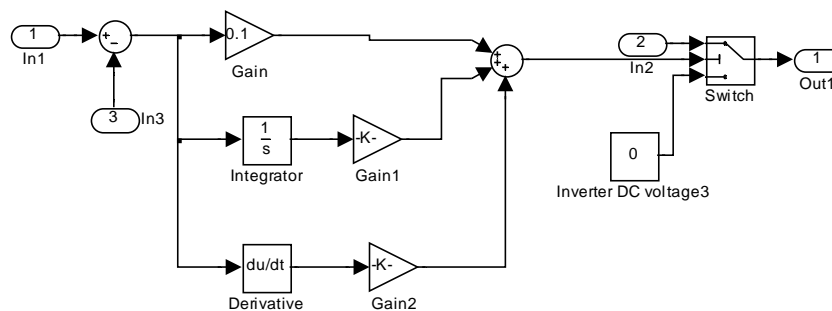 1
In1
+
−
3
In3
0.1
Gain
1
s
Integrator
-K-
Gain1
du/dt
Derivative
-K-
Gain2
+
+
+
2
In2
Switch
0
Inverter DC voltage3
1
Out1